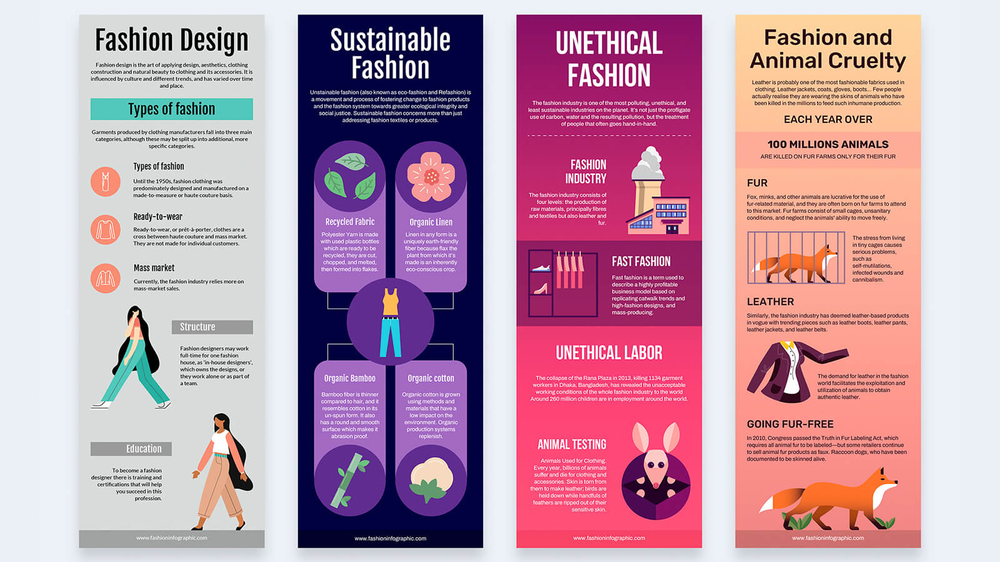 Fashion Design
Fashion design is the art of applying design, aesthetics, clothing
construction and natural beauty to clothing and its accessories. It is
influenced by culture and different trends, and has varied over time
and place.
Types of fashion
Garments produced by clothing manufacturers fall into three main
categories, although these may be split up into additional, more
specific categories.
Types of fashion
Until the 1950s, fashion clothing was
predominately designed and manufactured on a
made-to-measure or haute couture basis.
Ready-to-wear
Ready-to-wear, or prêt-à-porter, clothes are a
cross between haute couture and mass market.
They are not made for individual customers.
Mass market
Currently, the fashion industry relies more on
mass-market sales.
Structure
Fashion designers may work
full-time for one fashion
house, as 'in-house designers',
which owns the designs, or
they work alone or as part of
a team.
Education
To become a fashion
designer there is training and
certifications that will help
you succeed in this
profession.
www.fashioninfographic.com
Sustainable
Fashion
Unstainable fashion (also known as eco-fashion and Refashion) is
a movement and process of fostering change to fashion products
and the fashion system towards greater ecological integrity and
social justice. Sustainable fashion concerns more than just
addressing fashion textiles or products.
Recycled Fabric
Polyester Yarn is made
with used plastic bottles
which are ready to be
recycled, they are cut,
chopped, and melted,
then formed into flakes.
Organic Linen
Linen in any form is a
uniquely earth-friendly
fiber because flax the
plant from which it's
made is an inherently
eco-conscious crop.
Organic Bamboo
Bamboo fiber is thinner
compared to hair, and it
resembles cotton in its
un-spun form. It also
has a round and smooth
surface which makes it
abrasion proof.
Organic cotton
Organic cotton is grown
using methods and
materials that have a
low impact on the
environment. Organic
production systems
replenish.
www.fashioninfographic.com
UNETHICAL
FASHION
The fashion industry is one of the most polluting, unethical, and
least sustainable industries on the planet. It's not just the profligate
use of carbon, water and the resulting pollution, but the treatment
of people that often goes hand-in-hand.
FASHION
INDUSTRY
The fashion industry consists of
four levels: the production of
raw materials, principally fibres
and textiles but also leather and
fur.
FAST FASHION
Fast fashion is a term used to
describe a highly profitable
business model based on
replicating catwalk trends and
high-fashion designs, and
mass-producing.
UNETHICAL LABOR
The collapse of the Rana Plaza in 2013, killing 1134 garment
workers in Dhaka, Bangladesh, has revealed the unacceptable
working conditions of the whole fashion industry to the world
Around 260 million children are in employment around the world.
ANIMAL TESTING
Animals Used for Clothing.
Every year, billions of animals
suffer and die for clothing and
accessories. Skin is torn from
them to make leather; birds are
held down while handfuls of
feathers are ripped out of their
sensitive skin.
www.fashioninfographic.com
Fashion and
Animal Cruelty
Leather is probably one of the most fashionable fabrics used in
clothing. Leather jackets, coats, gloves, boots... Few people
actually realise they are wearing the skins of animals who have
been killed in the millions to feed such inhumane production.
EACH YEAR OVER
100 MILLIONS ANIMALS
ARE KILLED ON FUR FARMS ONLY FOR THEIR FUR
FUR
Fox, minks, and other animals are lucrative for the use of
fur-related material, and they are often born on fur farms to attend
to this market. Fur farms consist of small cages, unsanitary
conditions, and neglect the animals' ability to move freely.
The stress from living
in tiny cages causes
serious problems,
such as
self-mutilations,
infected wounds and
cannibalism.
LEATHER
Similarly, the fashion industry has deemed leather-based products
in vogue with trending pieces such as leather boots, leather pants,
leather jackets, and leather belts.
The demand for leather in the fashion
world facilitates the exploitation and
utilization of animals to obtain
authentic leather.
GOING FUR-FREE
In 2010, Congress passed the Truth in Fur Labeling Act, which
requires all animal fur to be labeled—but some retailers continue
to sell animal fur products as faux. Raccoon dogs, who have been
documented to be skinned alive.
www.fashioninfographic.com